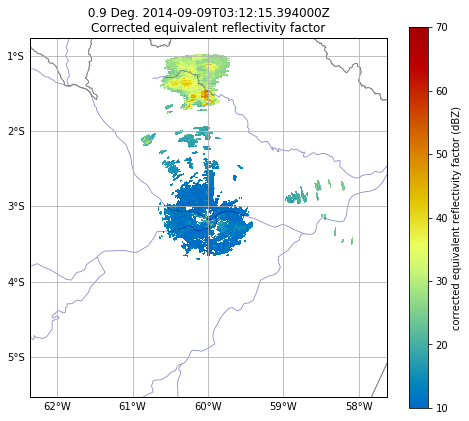 0.9 Deg. 2014-09-09T03:12:15.394000Z
Corrected equivalent reflectivity factor
1°S
2°S
3°S
4°S
5°S
62°W 61°W 60°W 59°W 58°W
70
60
50
40
30
20
10
corrected equivalent reflectivity factor (dBZ)